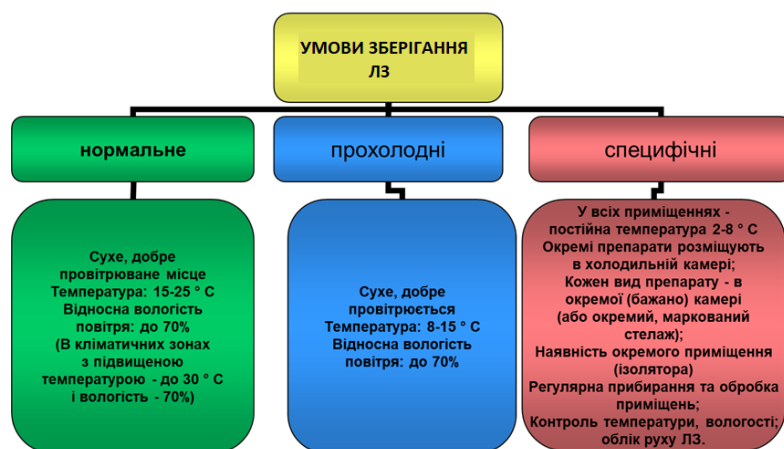 УМОВИ ЗБЕРІГАННЯ
ЛЗ
нормальне
прохолодні
специфічні
Сухе, добре
провітрюване місце
Температура: 15-25 ° С
Відносна вологість
повітря: до 70%
(В кліматичних зонах
з підвищеною
температурою - до 30 ° С
і вологість - 70%)
Сухе, добре
провітрюється
Температура: 8-15 ° С
Відносна вологість
повітря: до 70%
У всіх приміщеннях -
постійна температура 2-8 ° С
Окремі препарати розміщують
в холодильній камері;
Кожен вид препарату - в
окремої (бажано) камері
(або окремий, маркований
стелаж);
Наявність окремого приміщення
(ізолятора)
Регулярна прибирання та обробка
приміщень;
Контроль температури, вологості;
облік руху ЛЗ.